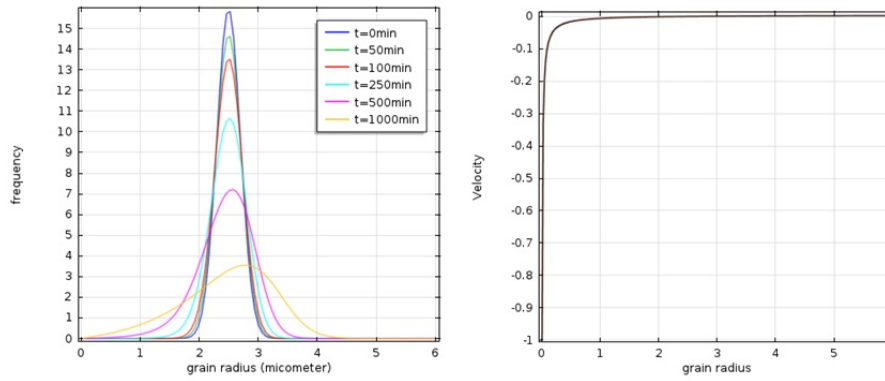 frequency
15
14
13
12
11
10
9
8
7
6
5
4
3
2
1
0
t=0min
t=50min
t=100min
t=250min
t=500min
t=1000min
0 1 2 3 4 5 6
grain radius (micometer)
Velocity
0
-0.1
-0.2
-0.3
-0.4
-0.5
-0.6
-0.7
-0.8
-0.9
-1
0 1 2 3 4 5
grain radius